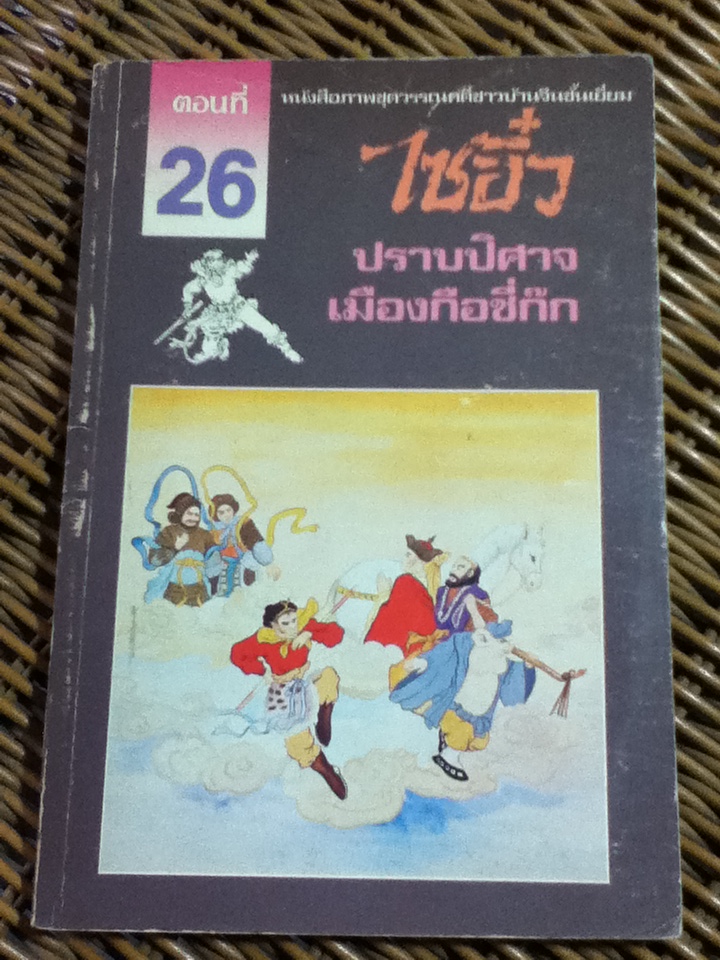 ตอนที่
26
หนังสือภาพชุดวรรณคดีชาวบ้านจีนชั้นเยี่ยม
ไซอิ๋ว
ปราบปีศาจ
เมืองกือซี่ก๊ก